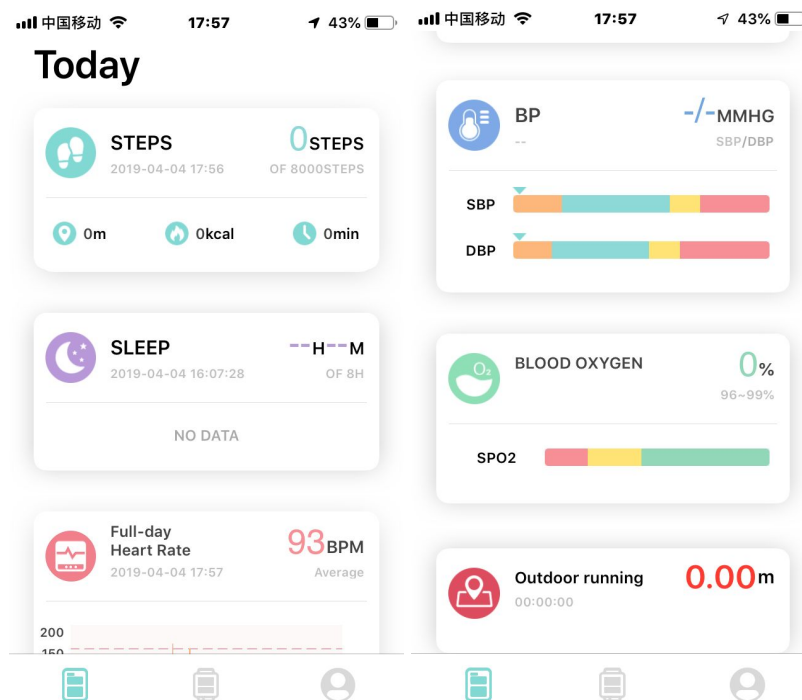 中国移动 17:57 43%
Today
STEPS 0STEPS
2019-04-04 17:56 OF 8000STEPS
0m 0kcal 0min
SLEEP --H--M
2019-04-04 16:07:28 OF 8H
NO DATA
Full-day
Heart Rate 93BPM
2019-04-04 17:57 Average
200
150
中国移动 17:57 43%
BP -/-MMHG
-- SBP/DBP
SBP
DBP
O₂ BLOOD OXYGEN 0%
96~99%
SPO2
Outdoor running 0.00m
00:00:00